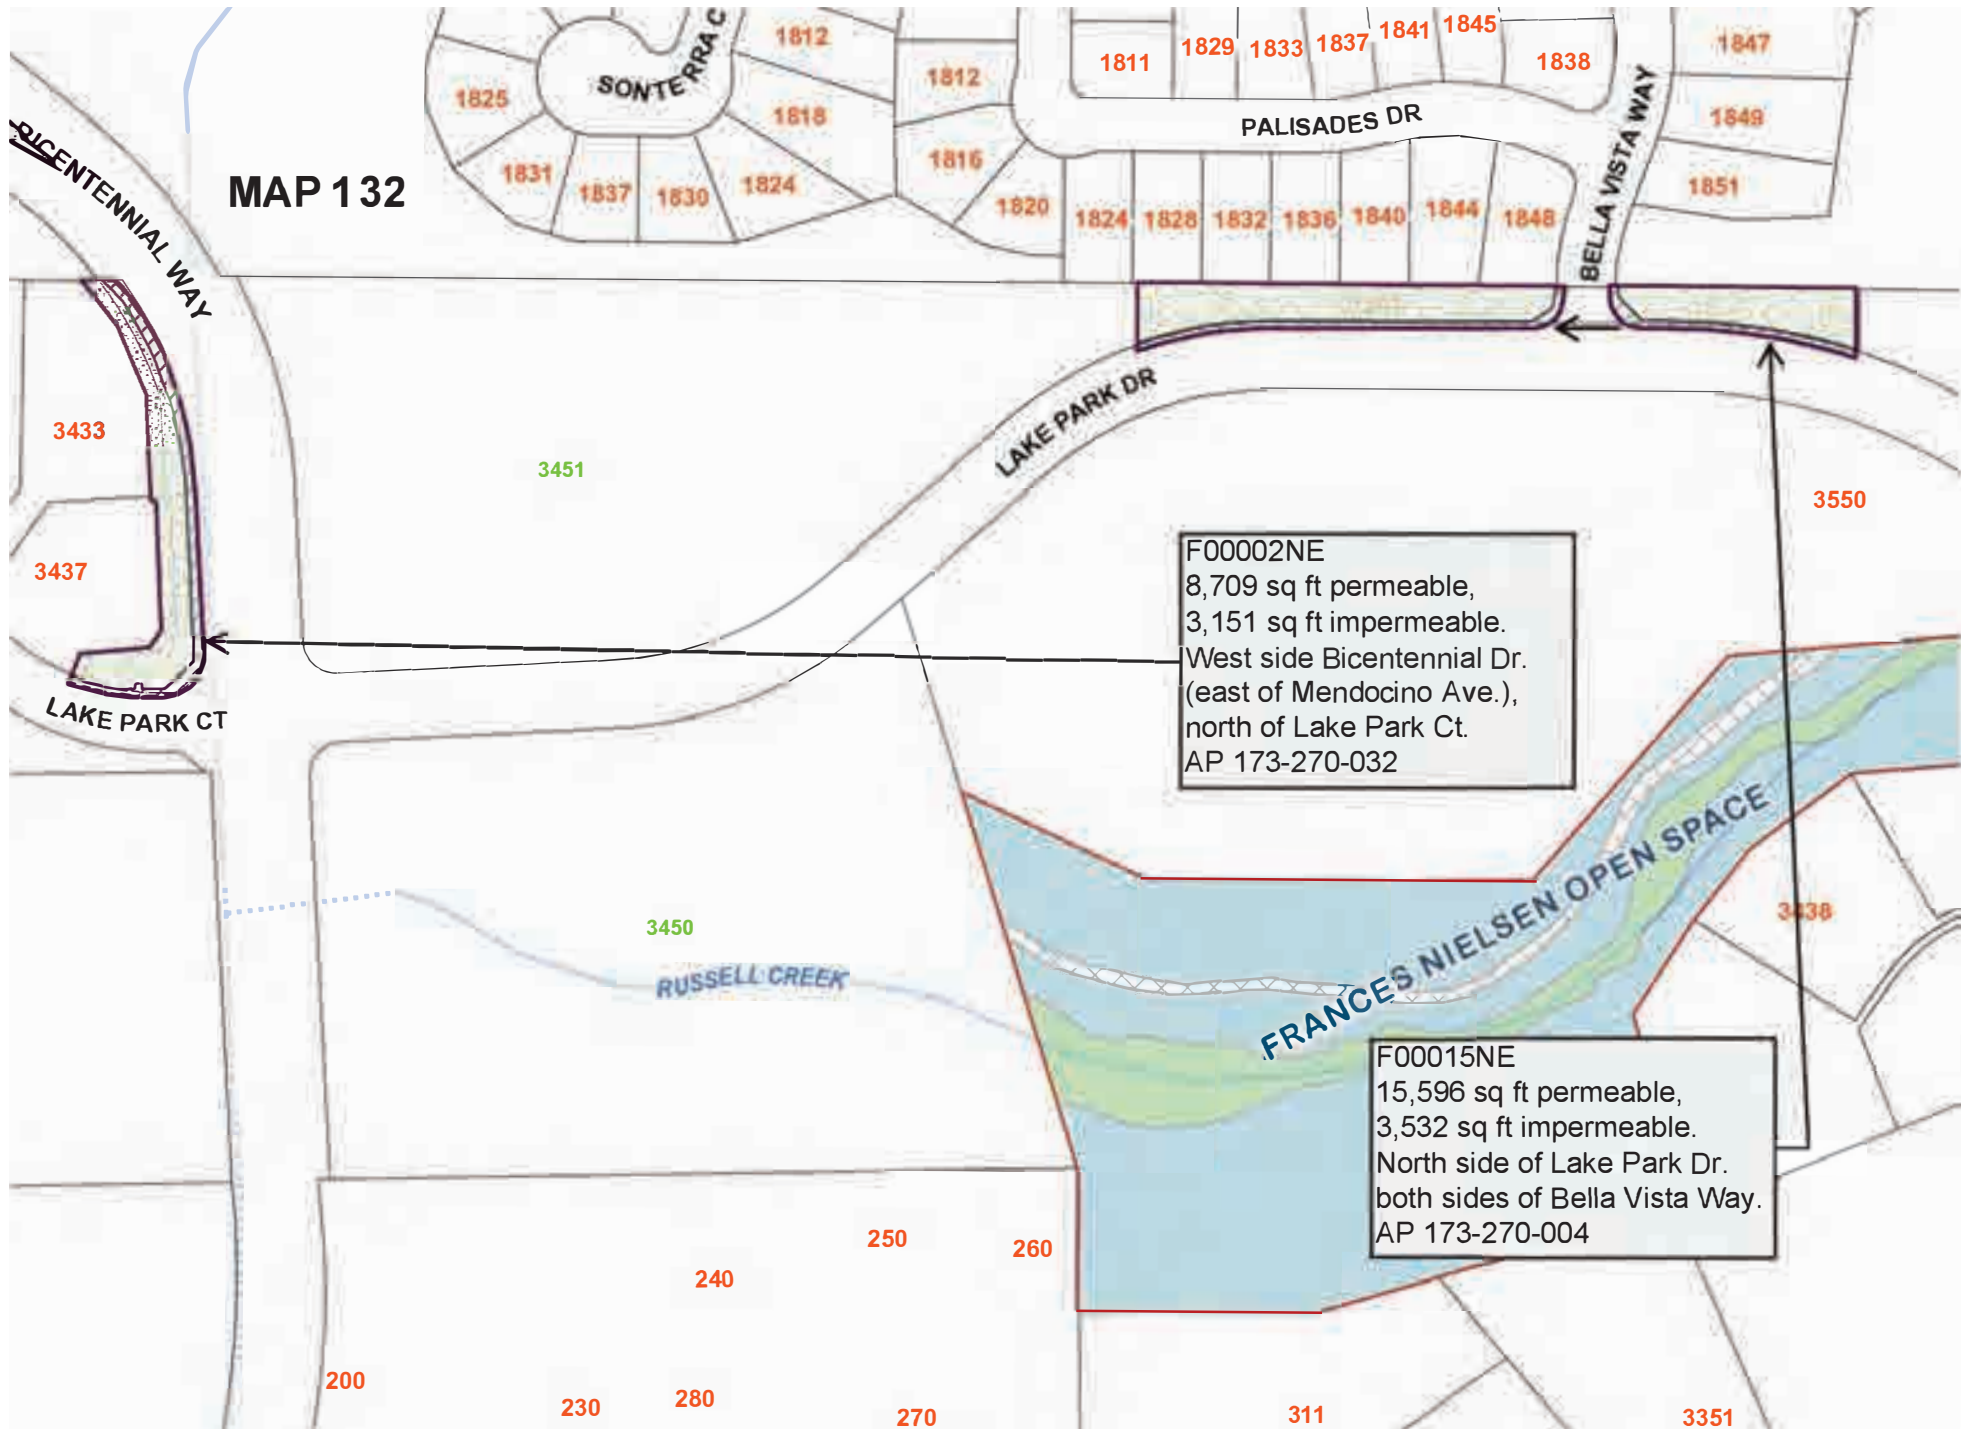 1812
1841
1845
1829
1833
1837
1811
1838
1847
SONTERRA C
1825
1812
1818
PALISADES DR
BELLA VISTA WAY
1849
BICENTENNIAL WAY
MAP 132
1831
1837
1830
1824
1816
1820
1824
1828
1832
1836
1840
1844
1848
1851
LAKE PARK DR
3433
3451
3550
3437
F00002NE
8,709 sq ft permeable,
3,151 sq ft impermeable.
West side Bicentennial Dr.
(east of Mendocino Ave.),
north of Lake Park Ct.
AP 173-270-032
LAKE PARK CT
3450
RUSSELL CREEK
FRANCES NIELSEN OPEN SPACE
3438
F00015NE
15,596 sq ft permeable,
3,532 sq ft impermeable.
North side of Lake Park Dr.
both sides of Bella Vista Way.
AP 173-270-004
250
260
240
200
230
280
270
311
3351